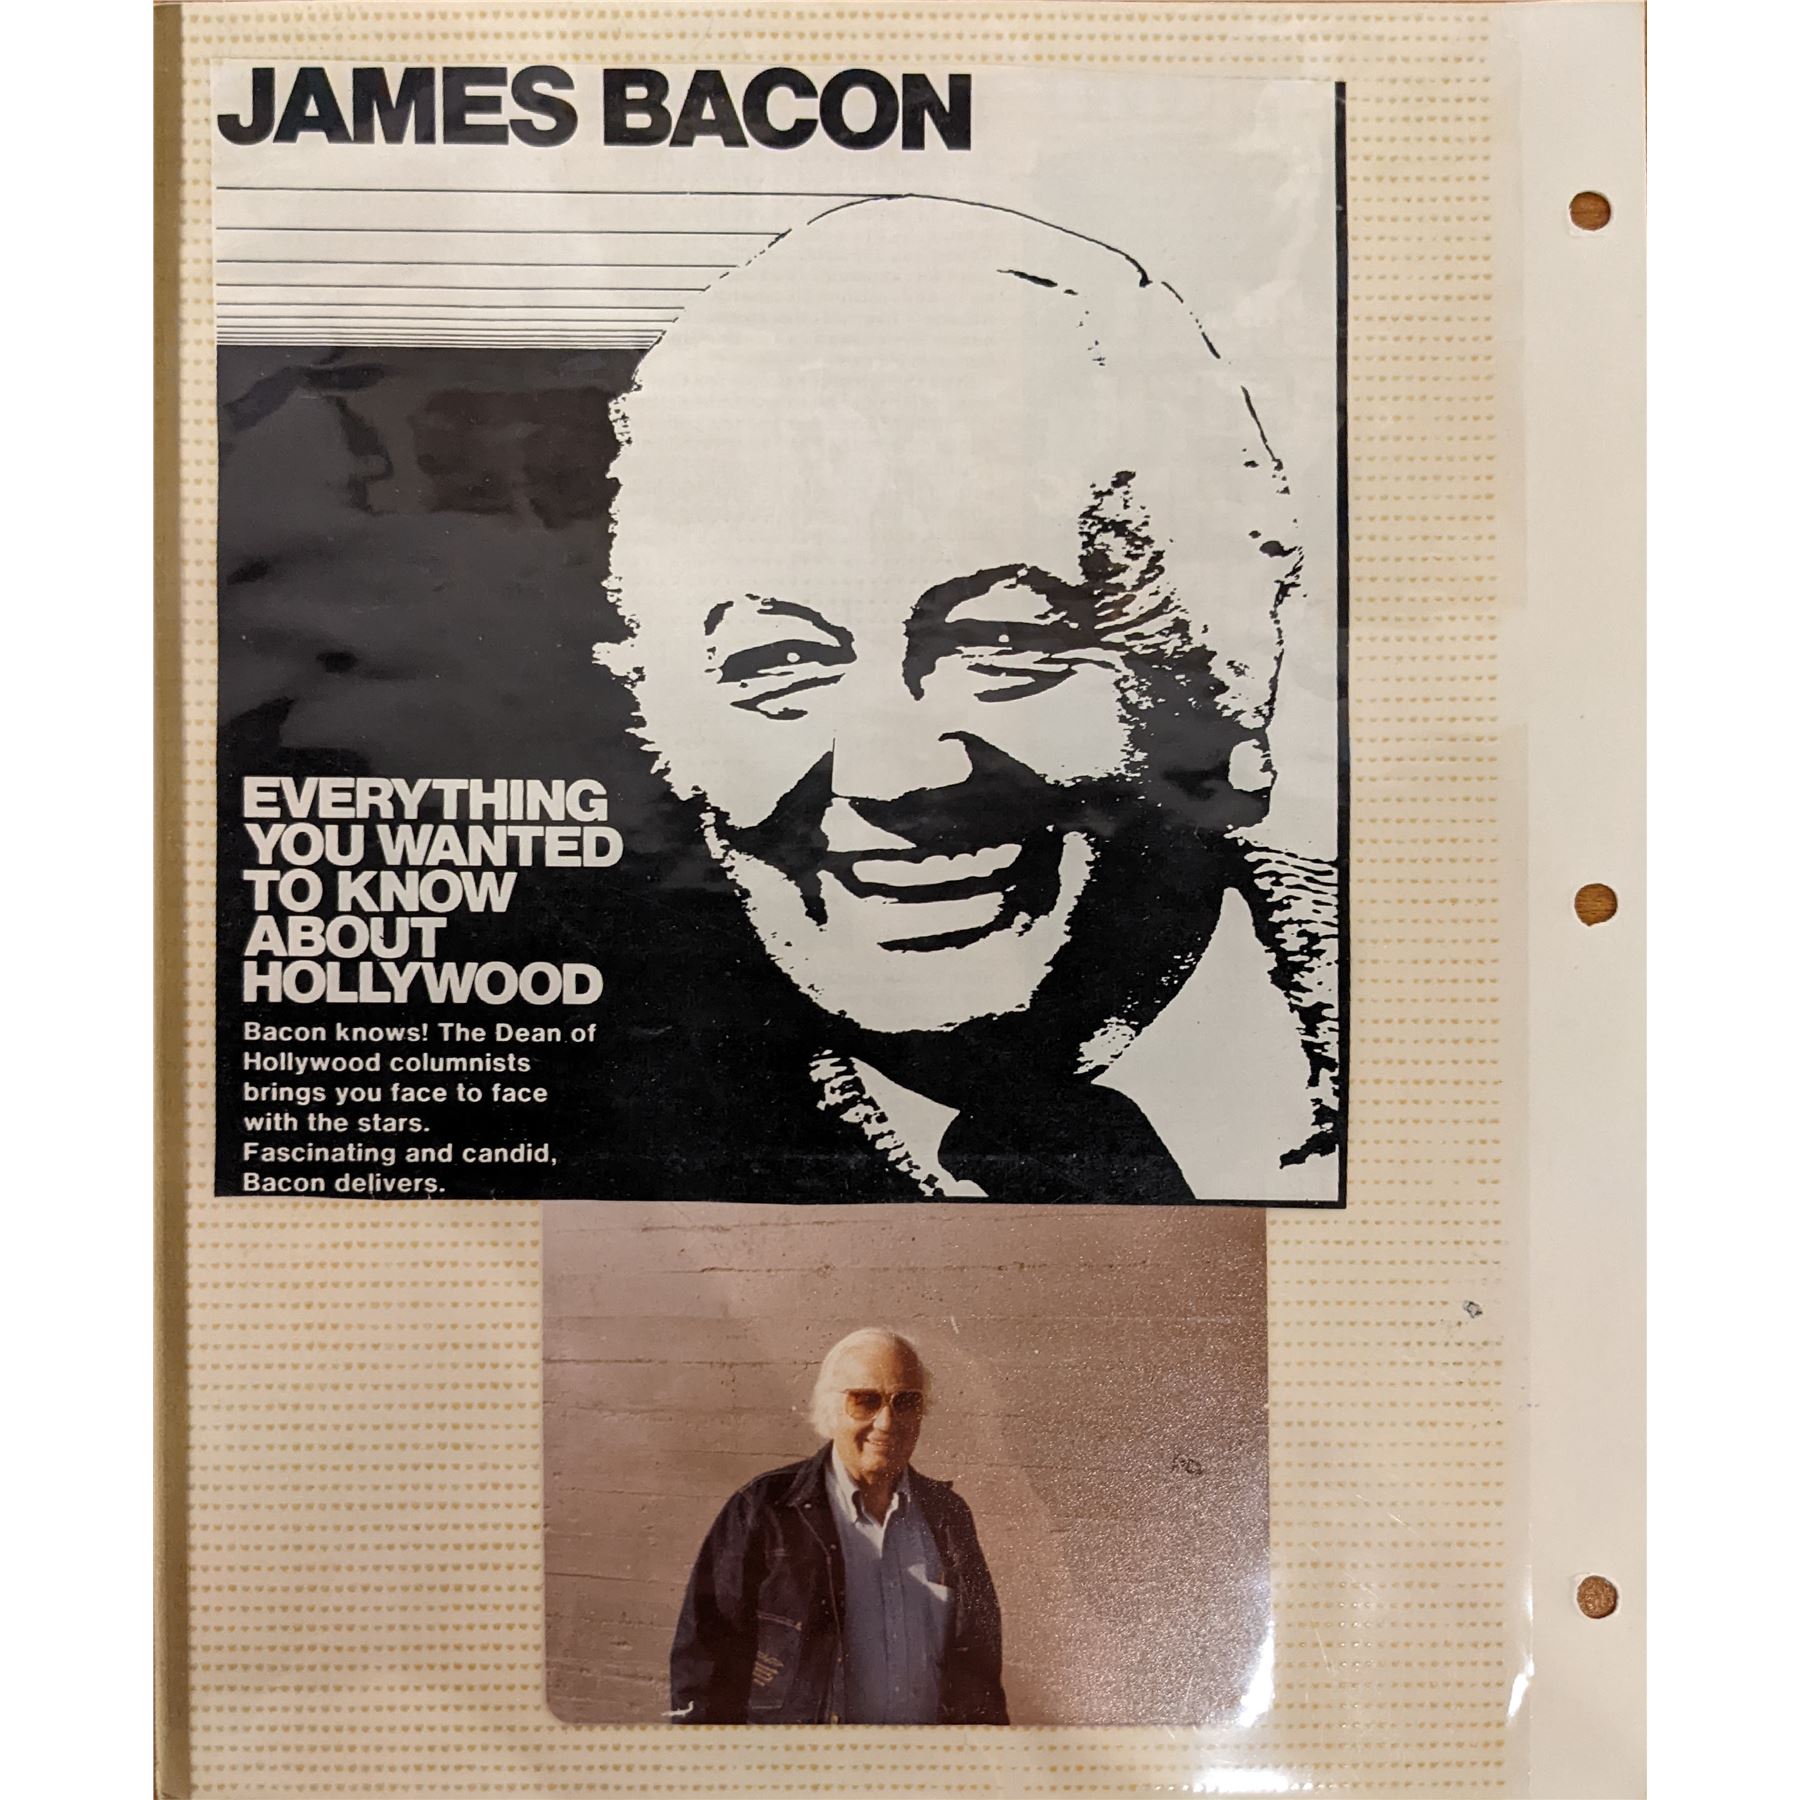 JAMES BACON
EVERYTHING
YOU WANTED
TO KNOW
ABOUT
HOLLYWOOD
Bacon knows! The Dean of
Hollywood columnists
brings you face to face
with the stars.
Fascinating and candid,
Bacon delivers.